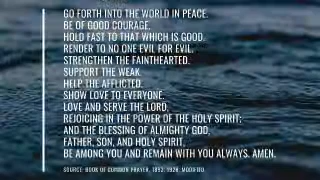 GO FORTH INTO THE WORLD IN PEACE.
BE OF GOOD COURAGE.
HOLD FAST TO THAT WHICH IS GOOD.
RENDER TO NO ONE EVIL FOR EVIL.
STRENGTHEN THE FAINTHEARTED.
SUPPORT THE WEAK.
HELP THE AFFLICTED.
SHOW LOVE TO EVERYONE.
LOVE AND SERVE THE LORD,
REJOICING IN THE POWER OF THE HOLY SPIRIT;
AND THE BLESSING OF ALMIGHTY GOD,
FATHER, SON, AND HOLY SPIRIT,
BE AMONG YOU AND REMAIN WITH YOU ALWAYS. AMEN.
SOURCE: BOOK OF COMMON PRAYER, 1892, 1928, MODIFIED